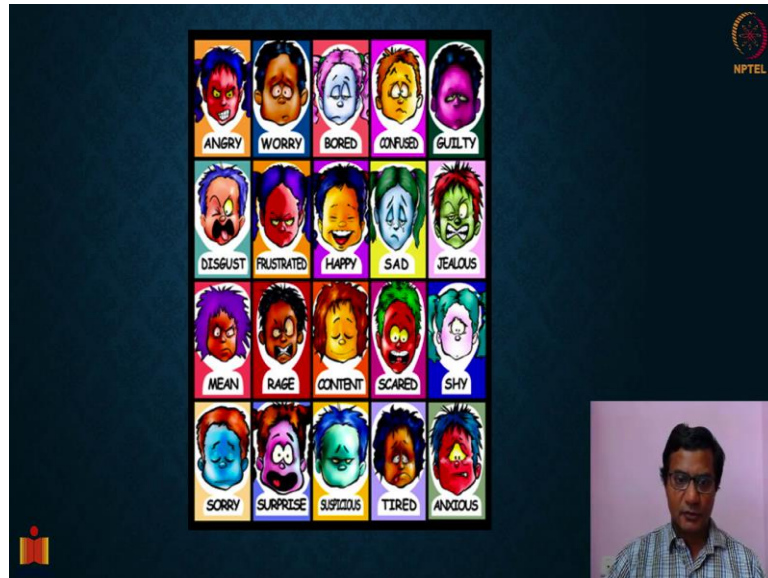 NPTEL
ANGRY WORRY BORED CONFUSED GUILTY
DISGUST FRUSTRATED HAPPY SAD JEALOUS
MEAN RAGE CONTENT SCARED SHY
SORRY SURPRISE SUSPICIOUS TIRED ANXIOUS